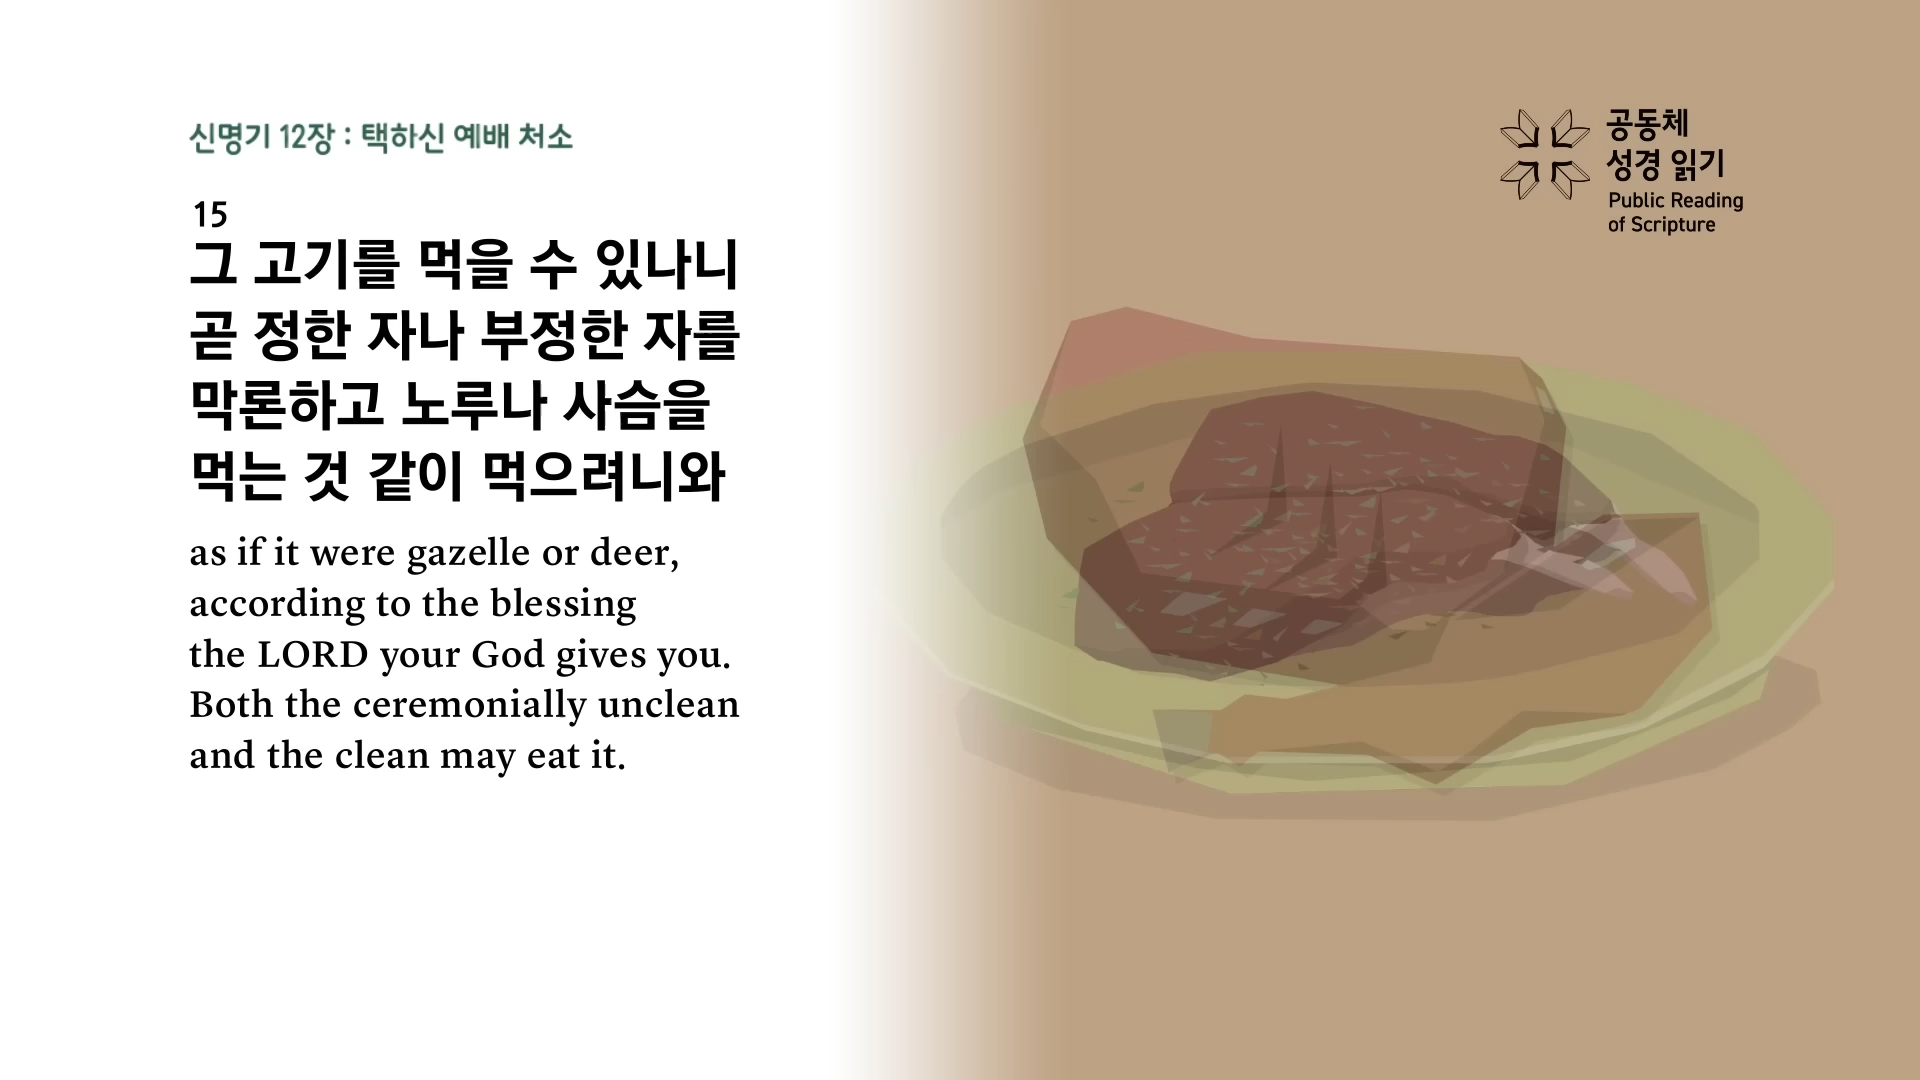 신명기 12장 : 택하신 예배 처소
15
그 고기를 먹을 수 있나니
곧 정한 자나 부정한 자를
막론하고 노루나 사슴을
먹는 것 같이 먹으려니와
as if it were gazelle or deer,
according to the blessing
the LORD your God gives you.
Both the ceremonially unclean
and the clean may eat it.
공동체
성경 읽기
Public Reading
of Scripture